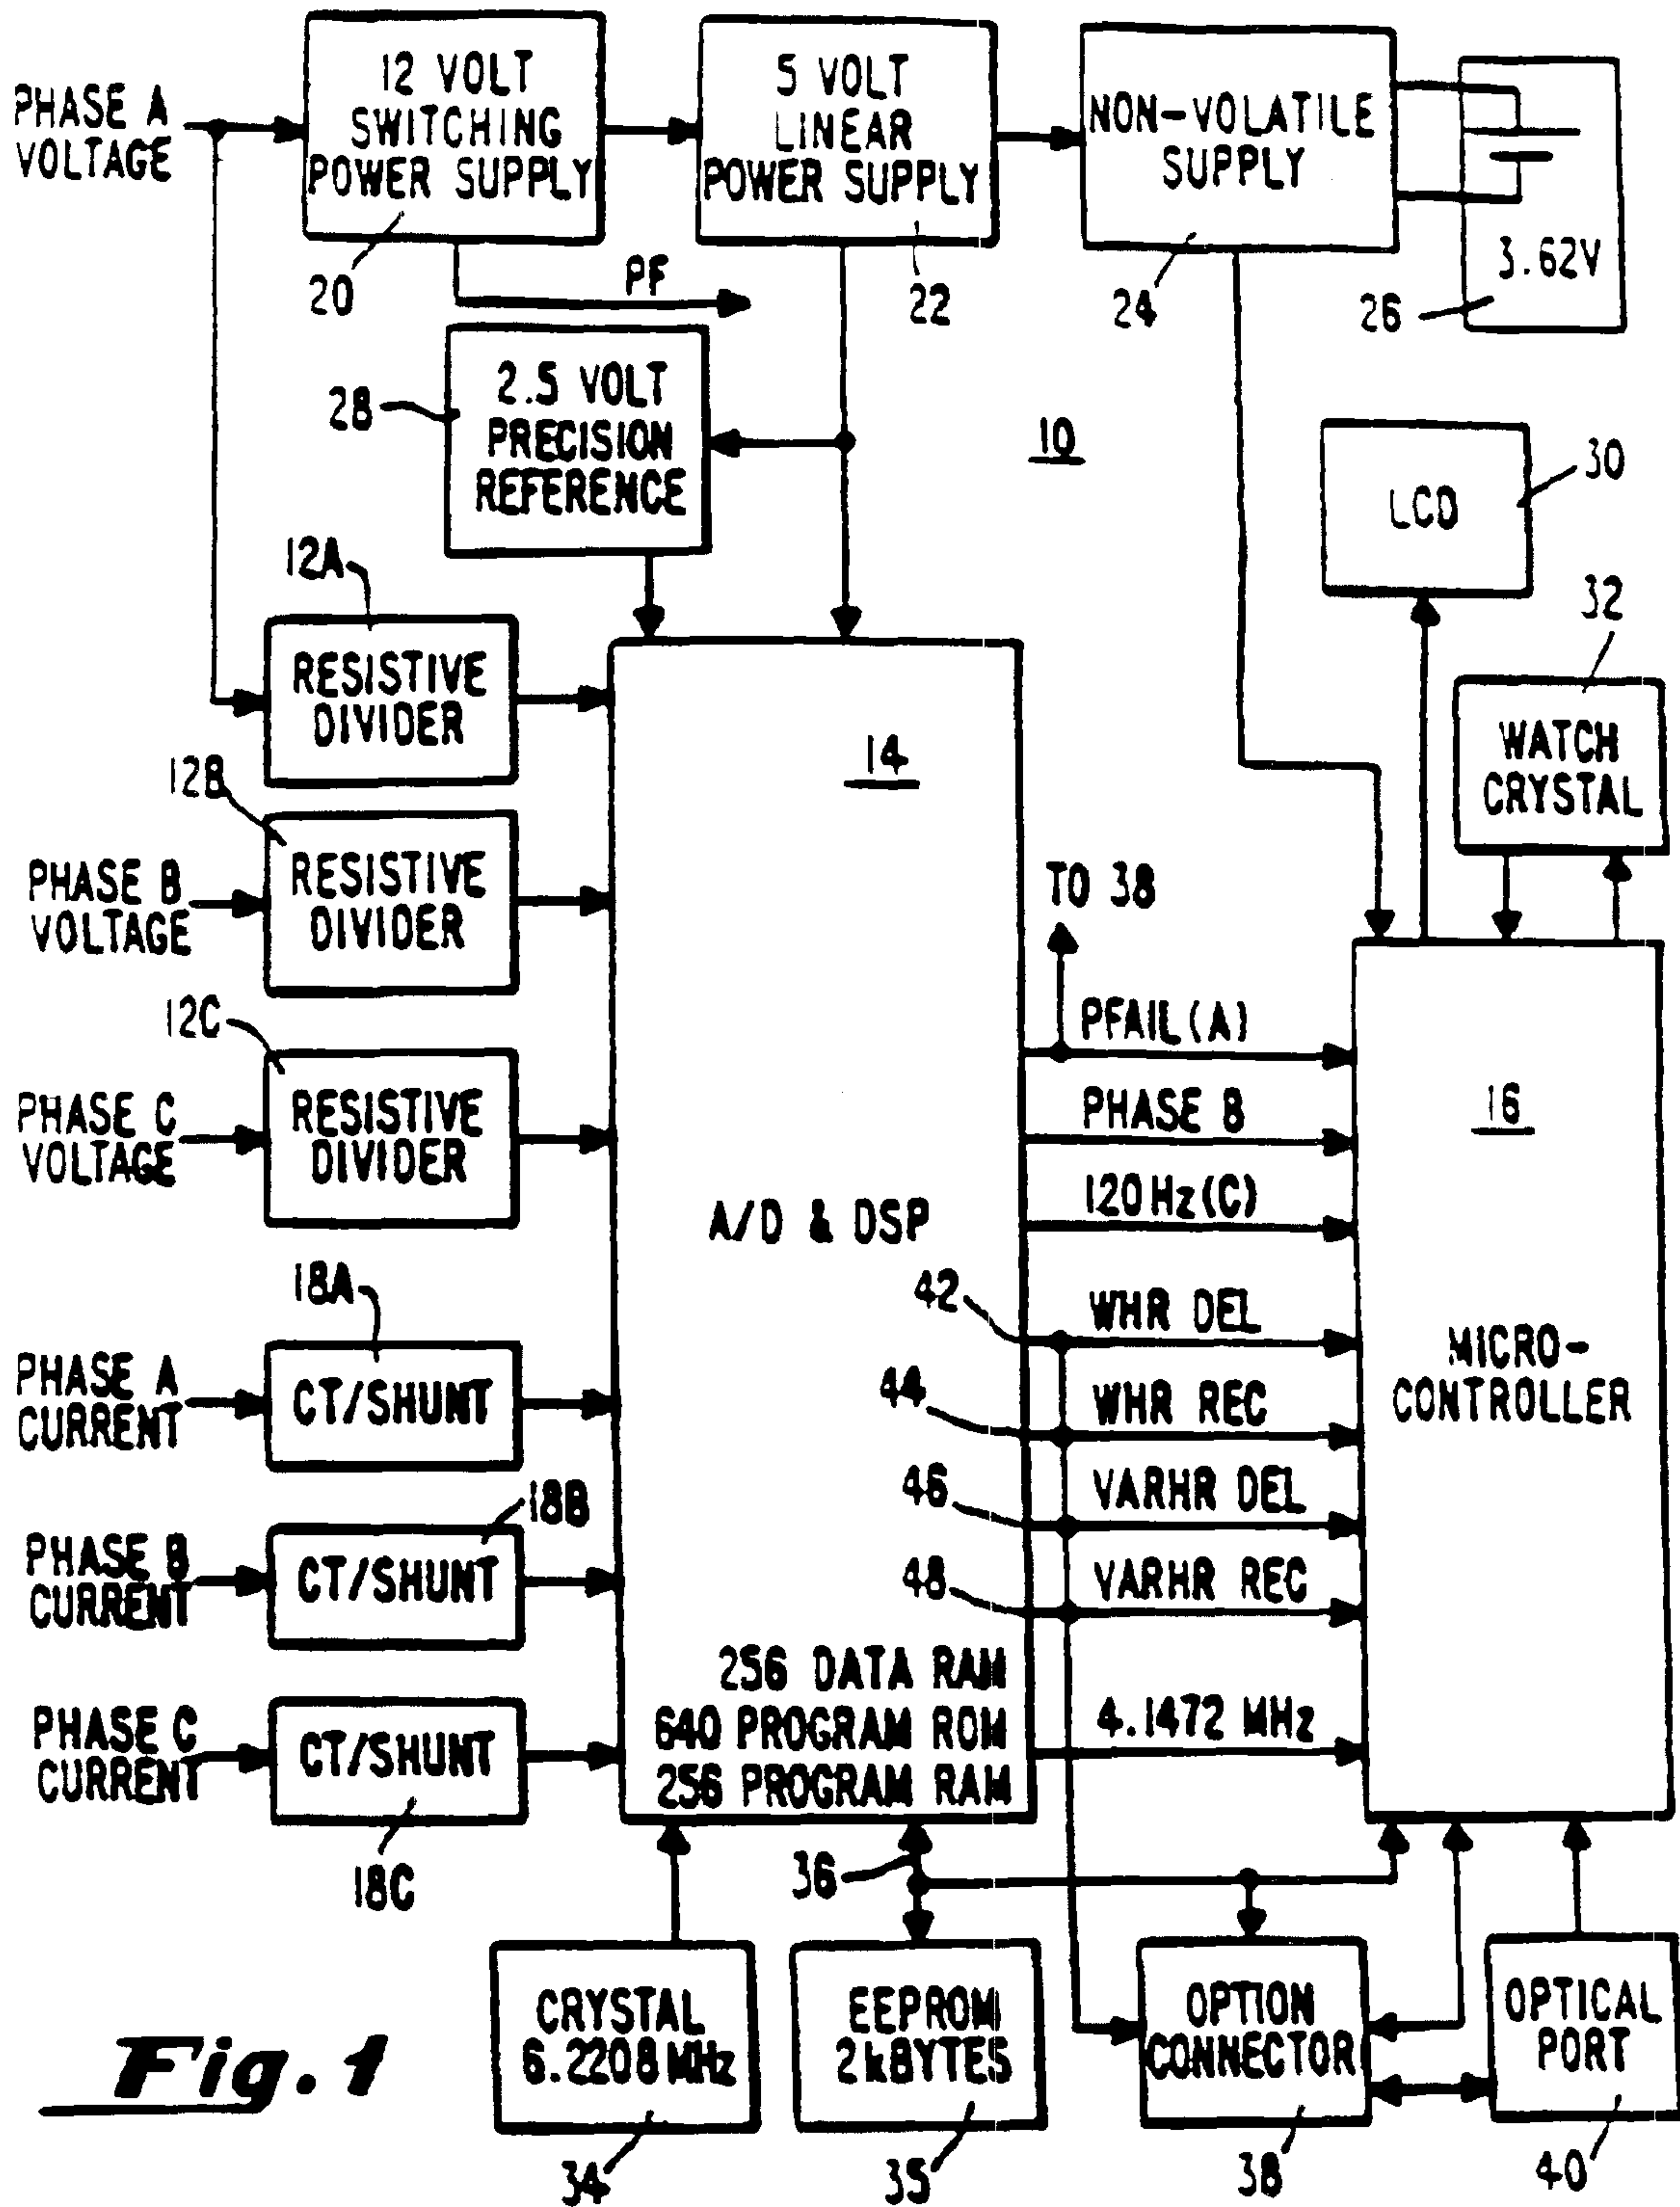 PHASE A
VOLTAGE
12 VOLT
SWITCHING
POWER SUPPLY
20
5 VOLT
LINEAR
POWER SUPPLY
22
NON-VOLATILE
SUPPLY
24
3.62V
26
PF
2.5 VOLT
PRECISION
REFERENCE
28
10
LCD
30
32
WATCH
CRYSTAL
12A
RESISTIVE
DIVIDER
12B
PHASE B
VOLTAGE
RESISTIVE
DIVIDER
12C
PHASE C
VOLTAGE
RESISTIVE
DIVIDER
14
A/D & DSP
TO 38
PFAIL(A)
PHASE B
120Hz(C)
42
WHR DEL
44
WHR REC
46
VARHR DEL
48
VARHR REC
4.1472 MHz
16
MICRO-
CONTROLLER
18A
PHASE A
CURRENT
CT/SHUNT
18B
PHASE B
CURRENT
CT/SHUNT
PHASE C
CURRENT
CT/SHUNT
18C
256 DATA RAM
640 PROGRAM ROM
256 PROGRAM RAM
36
CRYSTAL
6.2208MHz
34
EEPROM
2kBYTES
35
OPTION
CONNECTOR
38
OPTICAL
PORT
40
Fig. 1